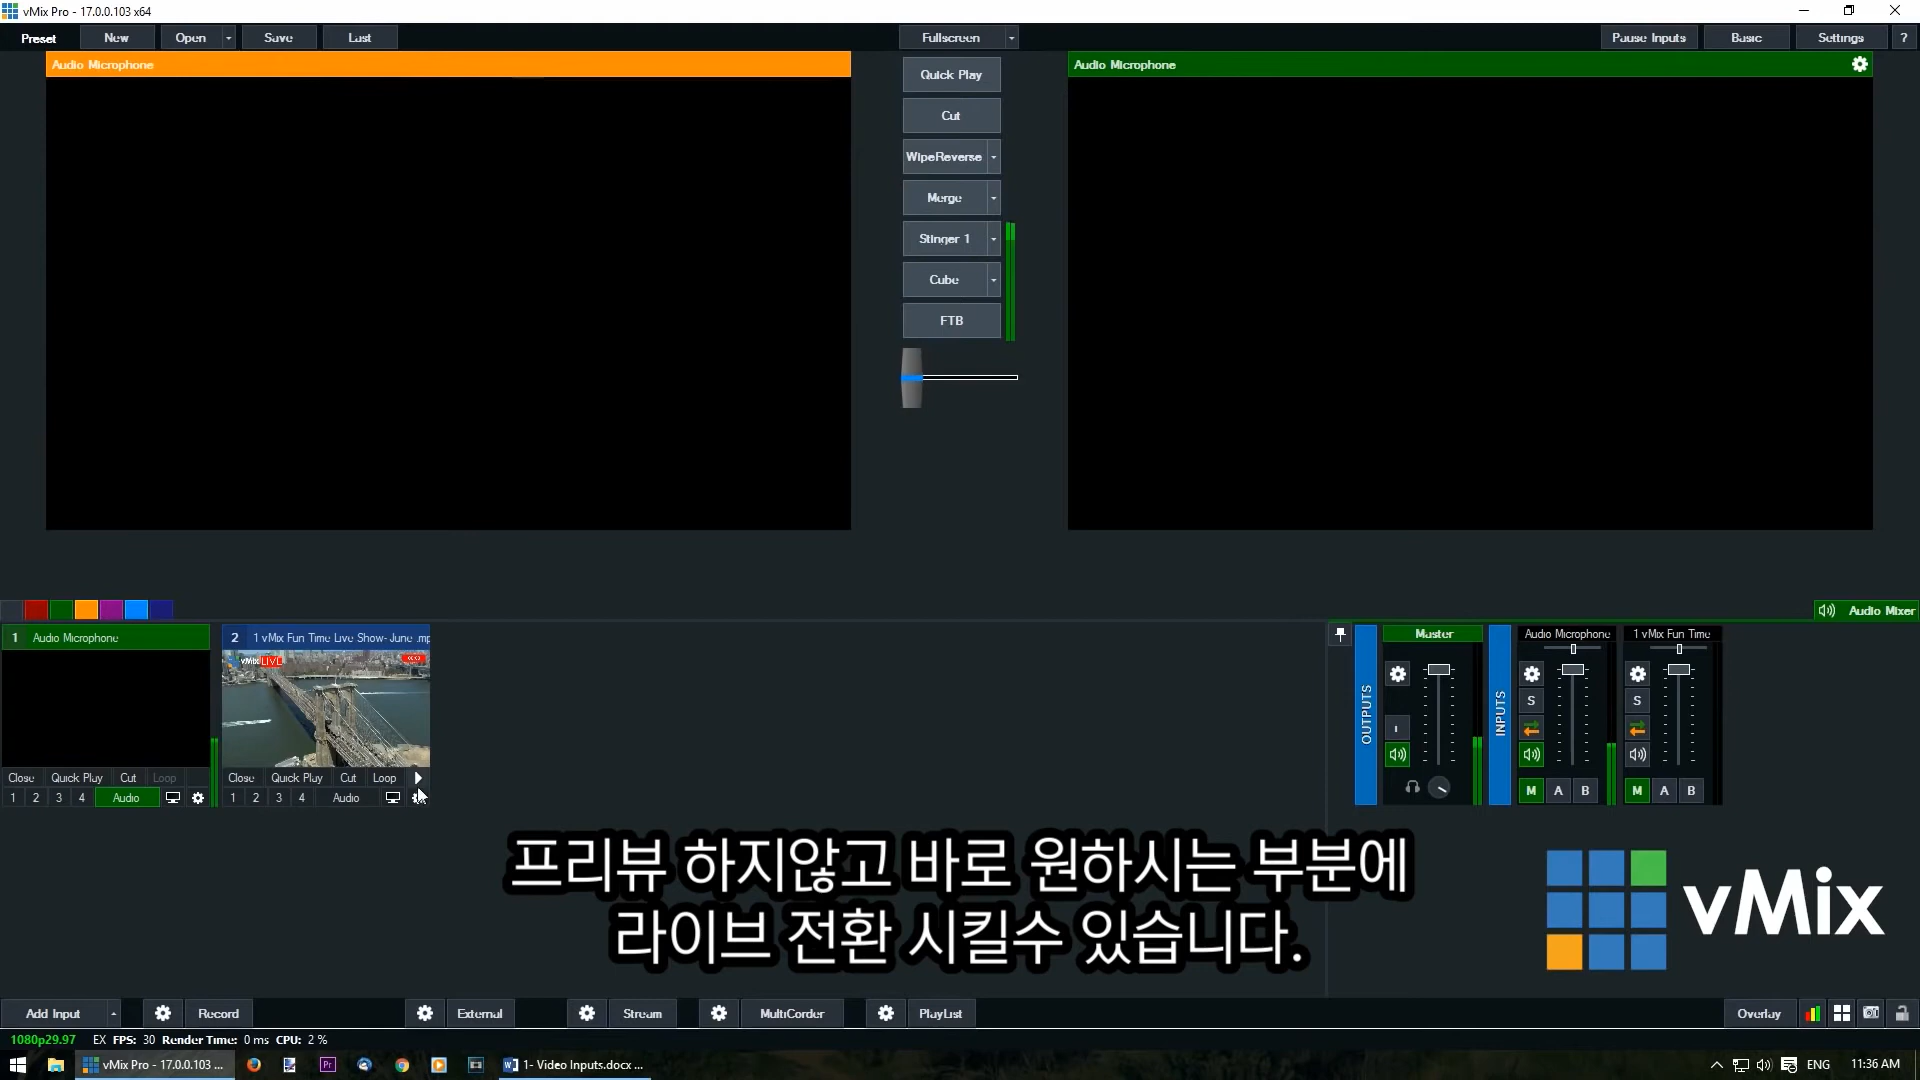 vMix Pro - 17.0.0.103 x64
Preset New Open Save Last Fullscreen Pause Inputs Basic Settings ?
Audio Microphone
Audio Microphone
Quick Play
Cut
WipeReverse
Merge
Stinger 1
Cube
FTB
Audio Mixer
1 Audio Microphone
2 1 vMix Fun Time Live Show- June .mp
vMix LIVE
Close Quick Play Cut Loop
1 2 3 4 Audio
Close Quick Play Cut Loop
1 2 3 4 Audio
OUTPUTS
Master
INPUTS
Audio Microphone
S
M A B
1 vMix Fun Time
S
M A B
프리뷰 하지않고 바로 원하시는 부분에
라이브 전환 시킬수 있습니다.
vMix
Add Input Record External Stream MultiCorder PlayList Overlay
1080p29.97 EX FPS: 30 Render Time: 0 ms CPU: 2 %
vMix Pro - 17.0.0.103 ...
Pr
1- Video Inputs.docx ...
ENG
11:36 AM